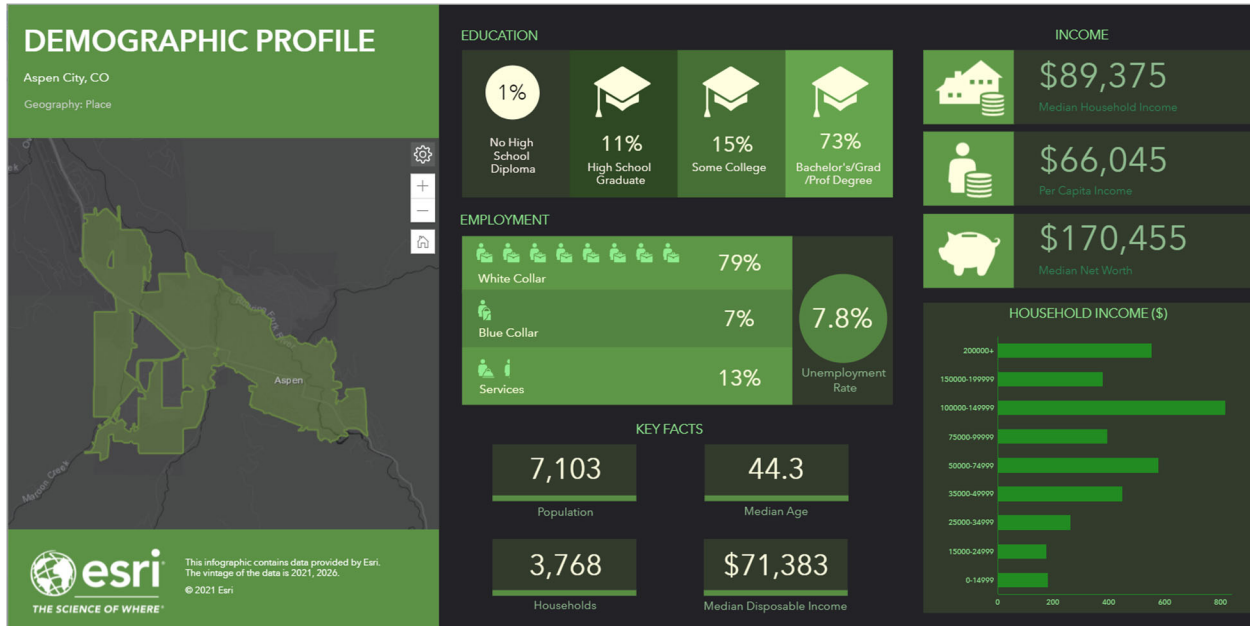 DEMOGRAPHIC PROFILE
Aspen City, CO
Geography: Place
Aspen
Maroon Creek
esri
THE SCIENCE OF WHERE®
This infographic contains data provided by Esri.
The vintage of the data is 2021, 2026.
© 2021 Esri
EDUCATION
1%
No High
School
Diploma
11%
High School
Graduate
15%
Some College
73%
Bachelor's/Grad
/Prof Degree
EMPLOYMENT
White Collar
79%
Blue Collar
7%
Services
13%
7.8%
Unemployment
Rate
KEY FACTS
7,103
Population
44.3
Median Age
3,768
Households
$71,383
Median Disposable Income
INCOME
$89,375
Median Household Income
$66,045
Per Capita Income
$170,455
Median Net Worth
HOUSEHOLD INCOME ($)
200000+
150000-199999
100000-149999
75000-99999
50000-74999
35000-49999
25000-34999
15000-24999
0-14999
0 200 400 600 800